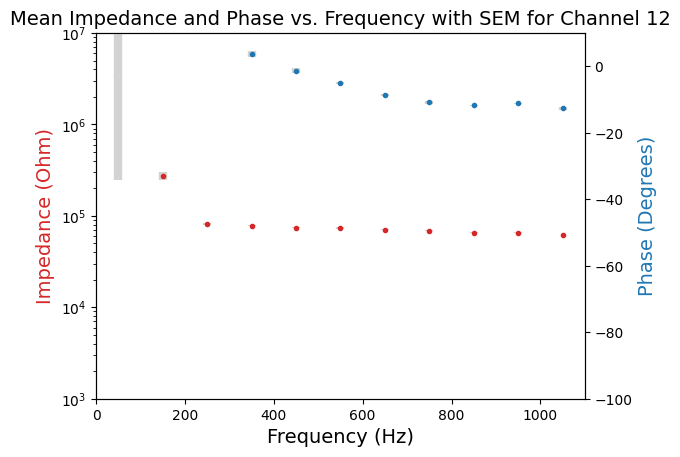 Mean Impedance and Phase vs. Frequency with SEM for Channel 12
Impedance (Ohm)
10^7
10^6
10^5
10^4
10^3
0
−20
−40
−60
−80
−100
Phase (Degrees)
0 200 400 600 800 1000
Frequency (Hz)